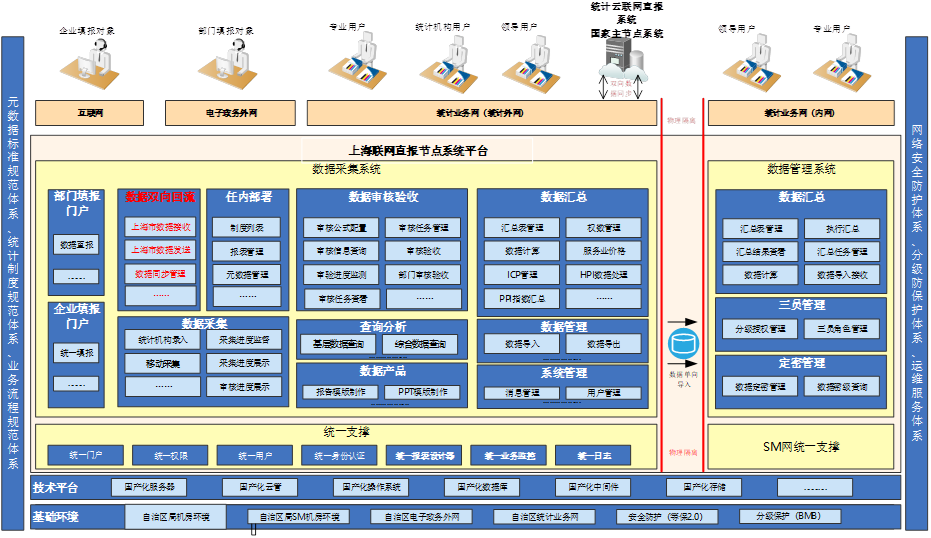 统计云联网直报
系统
国家主节点系统
企业填报对象
部门填报对象
专业用户
统计机构用户
领导用户
领导用户
专业用户
双向数
据同步
互联网
电子政务外网
统计业务网（统计外网）
物理隔离
统计业务网（内网）
元数据标准规范体系、统计制度规范体系、业务流程规范体系
网络安全防护体系、分级防保护体系、运维服务体系
上海联网直报节点系统平台
数据采集系统
部门填报
门户
数据直报
......
企业填报
门户
统一填报
......
数据双向回流
上海市数据接收
上海市数据发送
数据同步管理
......
任内部署
制度列表
报表管理
元数据管理
......
数据采集
统计机构录入
采集进度监督
移动采集
采集进度展示
......
审核进度展示
数据审核验收
审核公式配置
审核任务管理
审核信息查询
审核验收
审验进度监测
部门审核验收
审核任务签署
......
查询分析
基层数据查询
综合数据查询
数据产品
报告模版制作
PPT模版制作
数据汇总
汇总表管理
权数管理
数据计算
服务业价格
ICP管理
HPI数据处理
PPI指数汇总
......
数据管理
数据导入
数据导出
系统管理
消息管理
用户管理
数据单向
导入
数据管理系统
数据汇总
汇总表管理
执行汇总
汇总结果签署
汇总任务管理
数据计算
数据导入接收
三员管理
分级授权管理
三员角色管理
定密管理
数据定密管理
数据密级查询
统一支撑
统一门户
统一权限
统一用户
统一身份认证
统一报表设计器
统一业务监控
统一日志
物理隔离
SM网统一支撑
技术平台
国产化服务器
国产化云管
国产化操作系统
国产化数据库
国产化中间件
国产化存储
............
基础环境
自治区局机房环境
自治区局SM机房环境
自治区电子政务外网
自治区统计业务网
安全防护（等保2.0）
分级保护（BMB）